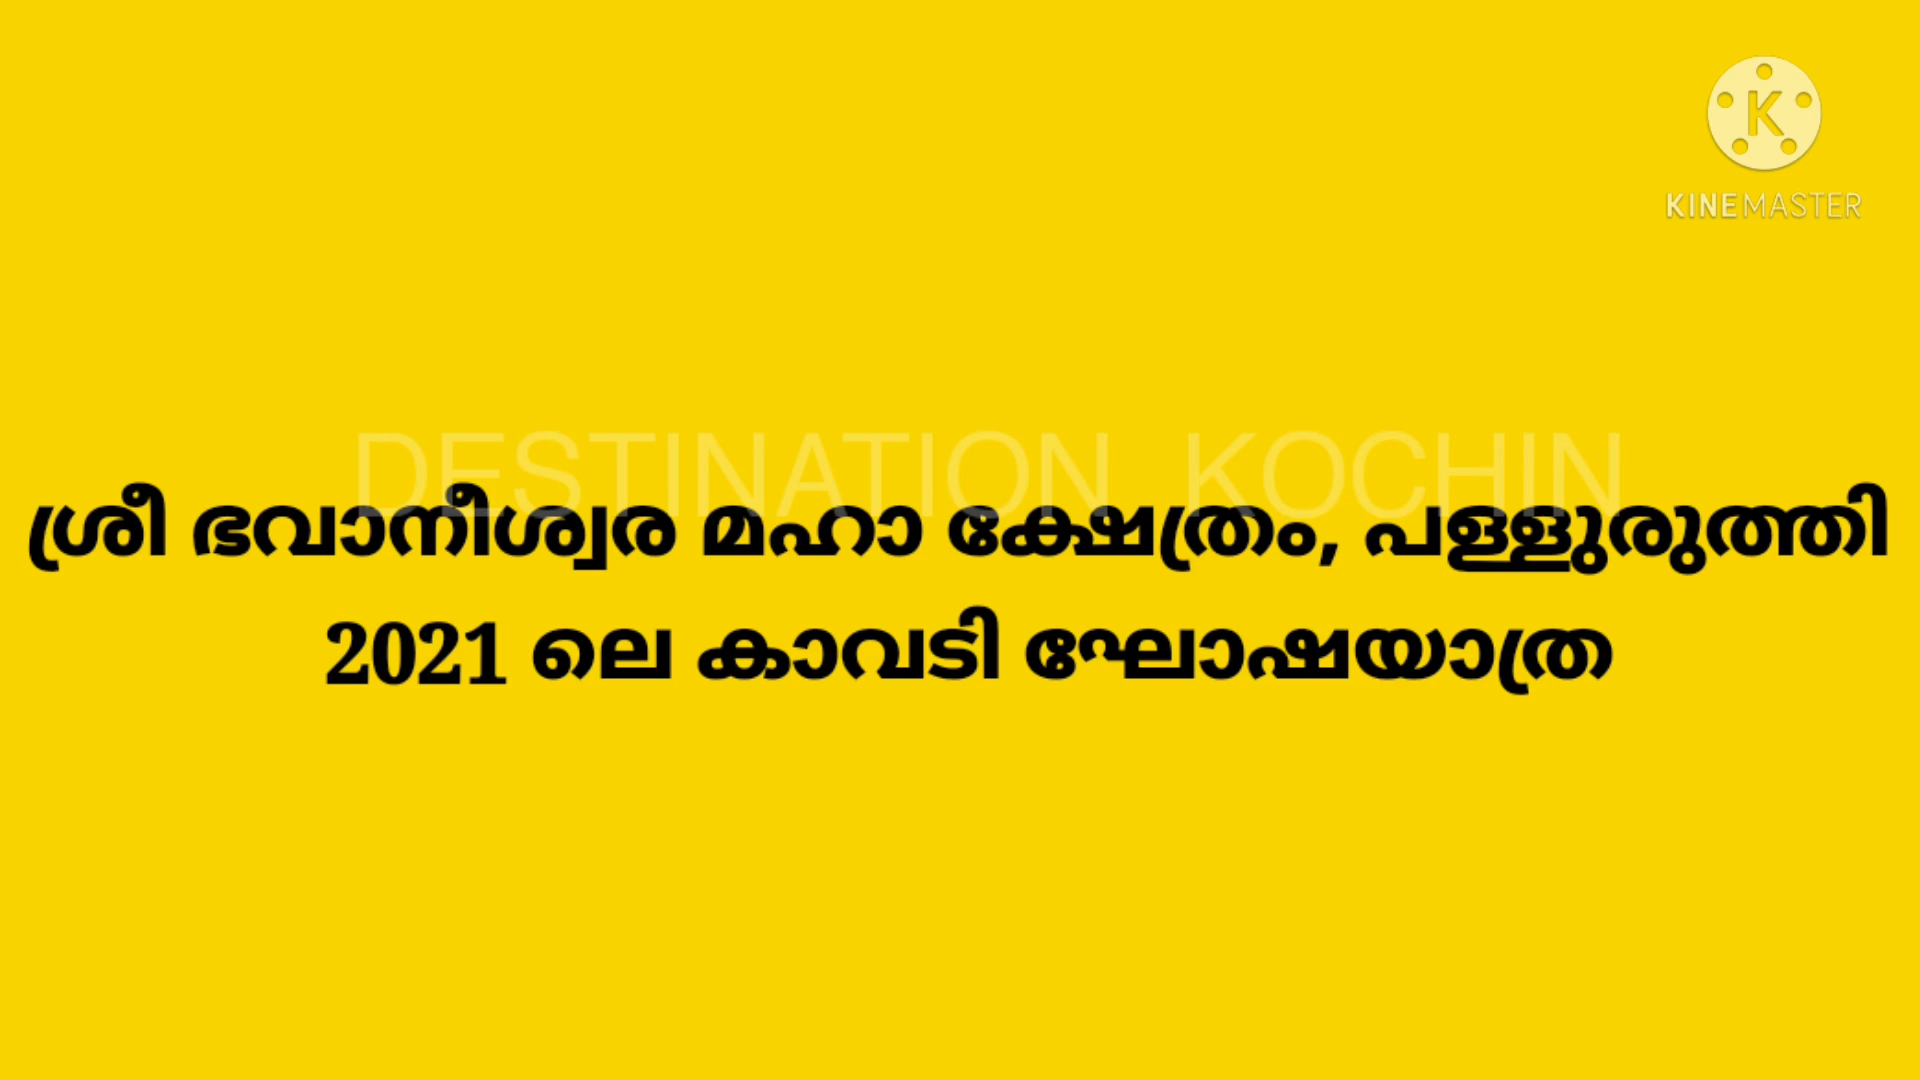 K
KINEMASTER
DESTINATION KOCHIN
ശ്രീ ഭവാനീശ്വര മഹാ ക്ഷേത്രം, പള്ളുരുത്തി
2021 ലെ കാവടി ഘോഷയാത്ര